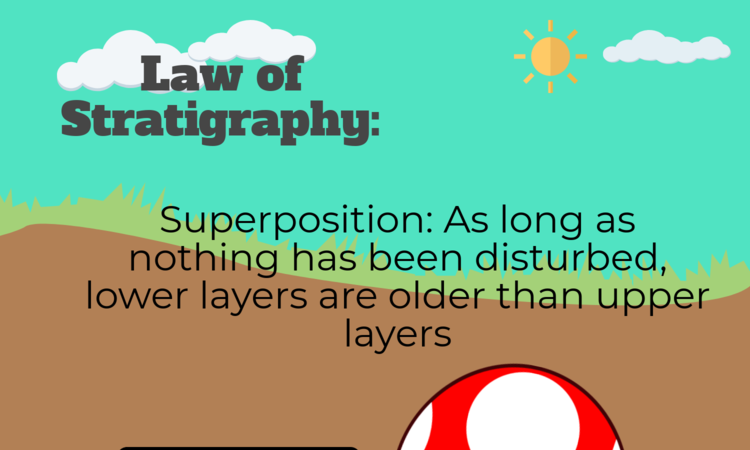 Law of
Stratigraphy:
Superposition: As long as
nothing has been disturbed,
lower layers are older than upper
layers